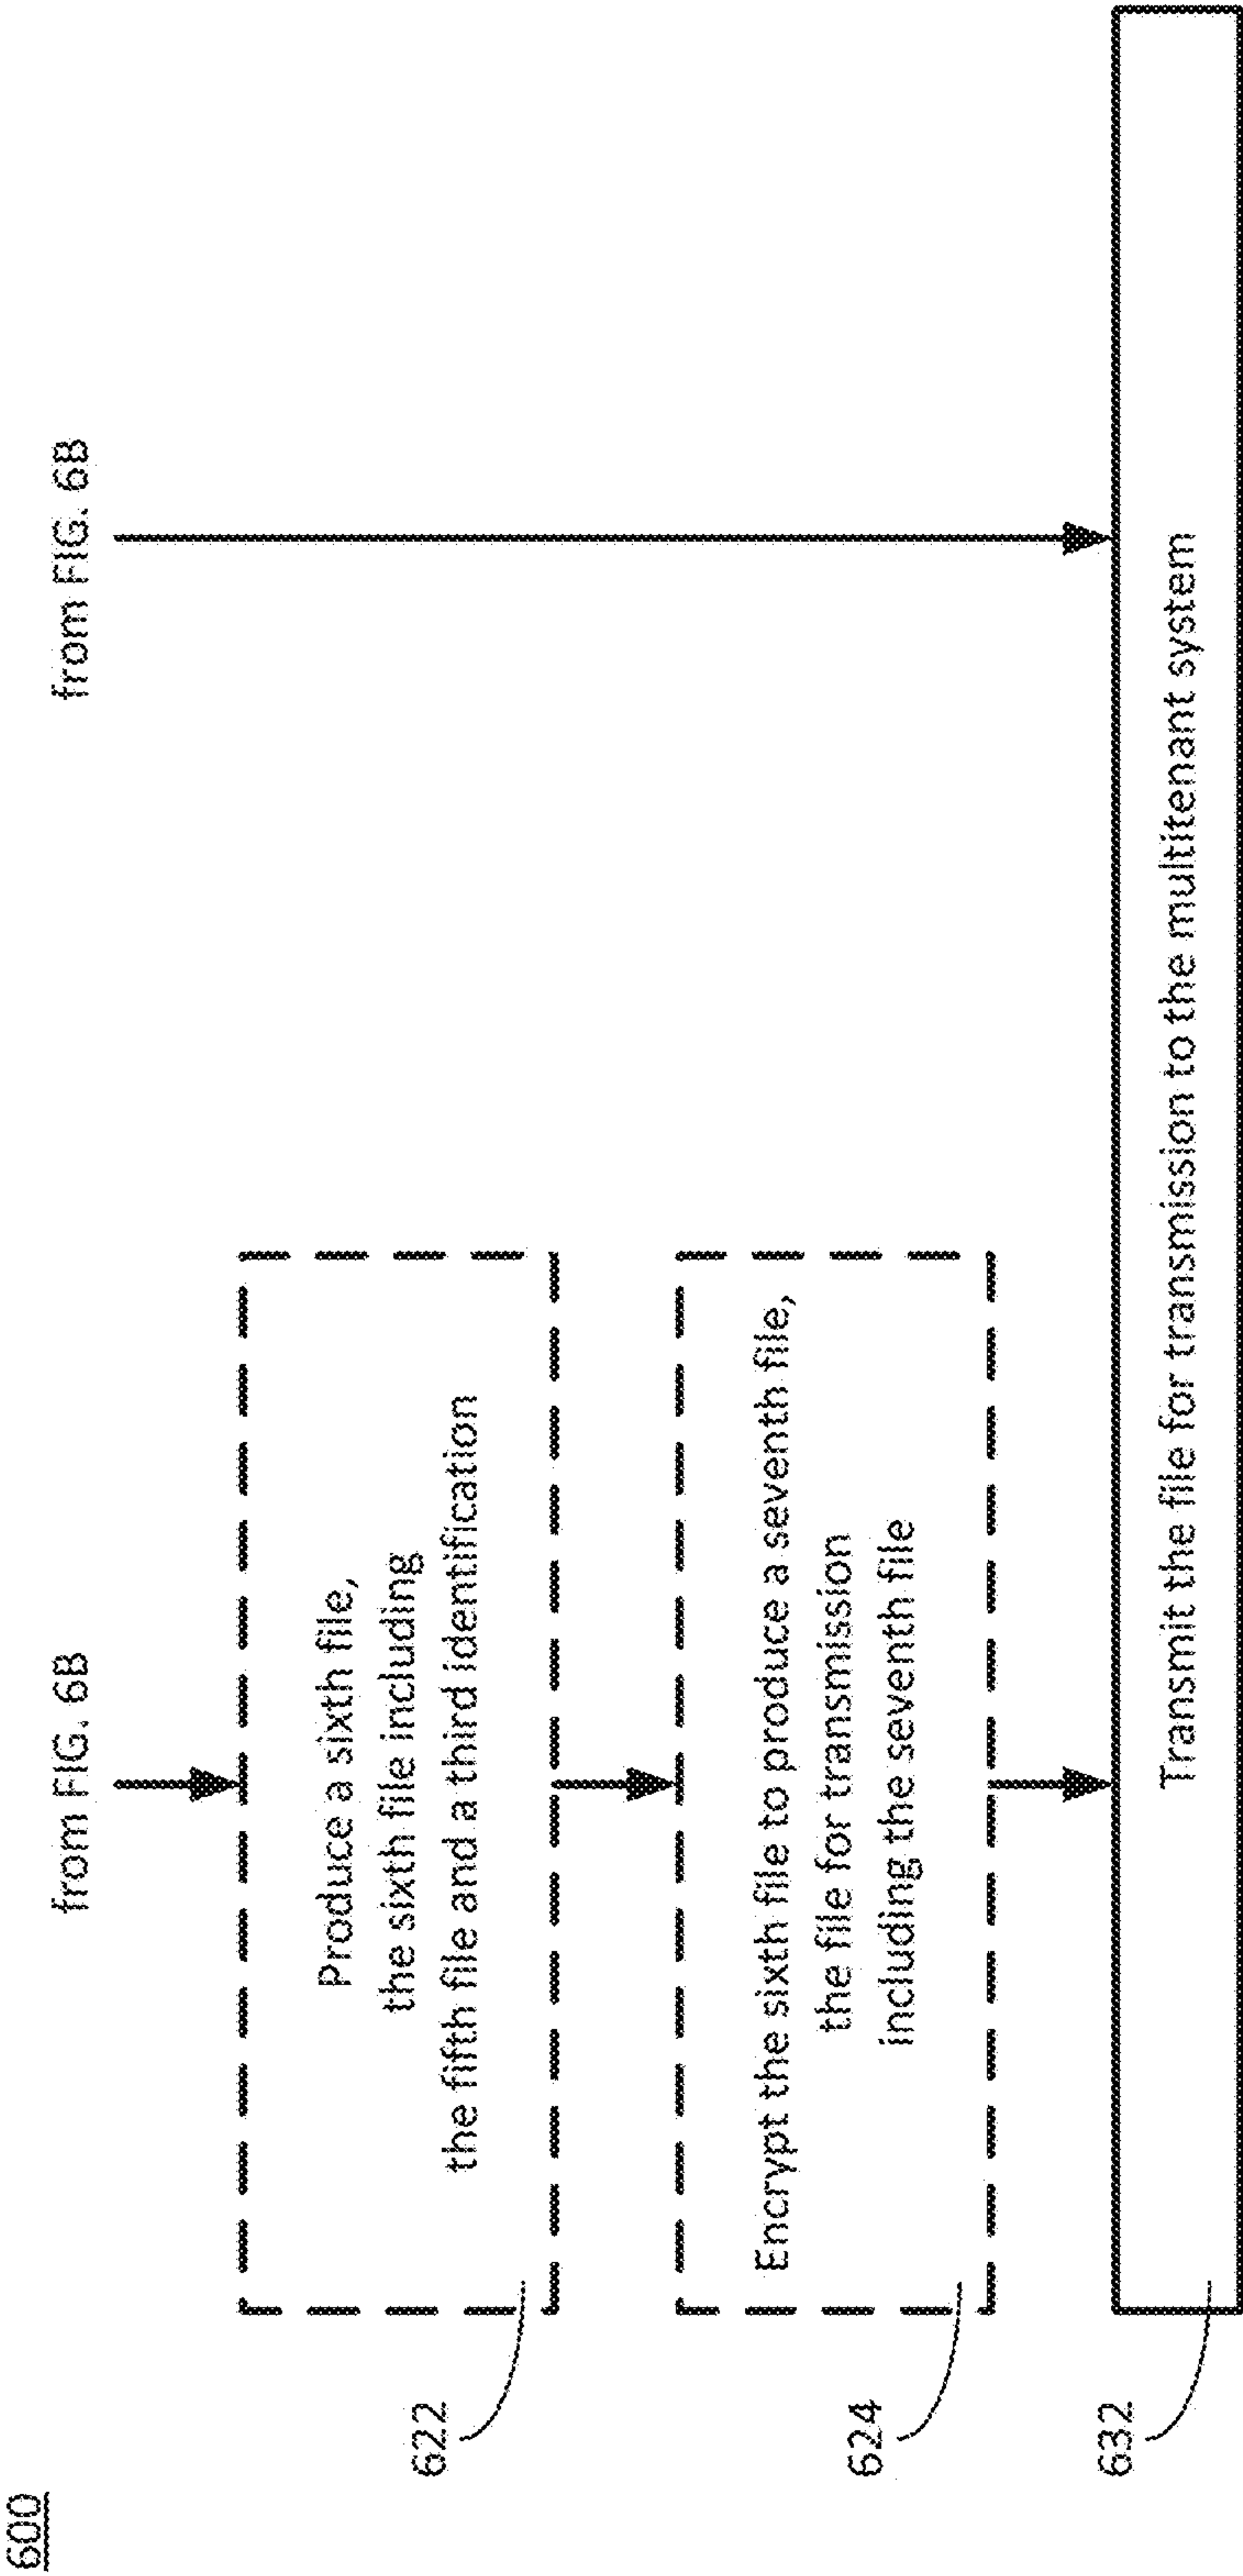 600
from FIG. 6B
from FIG. 6B
622
Produce a sixth file,
the sixth file including
the fifth file and a third identification
624
Encrypt the sixth file to produce a seventh file,
the file for transmission
including the seventh file
632
Transmit the file for transmission to the multitenant system